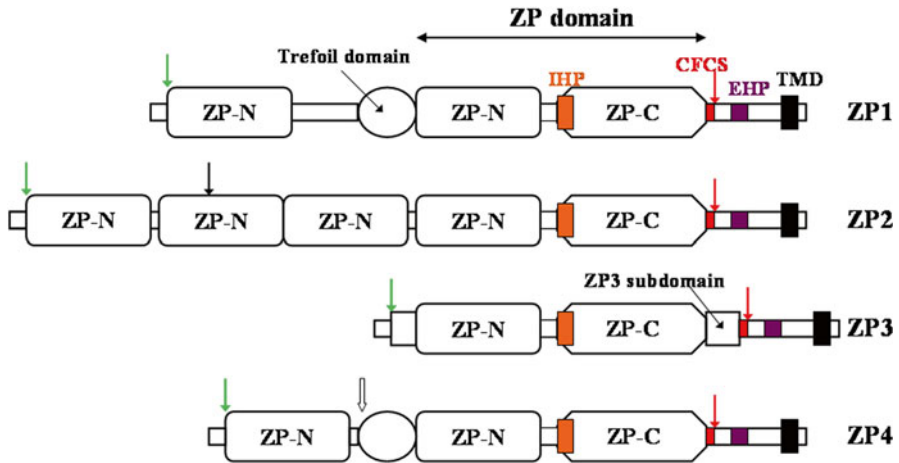 ZP domain
Trefoil domain
IHP
CFCS
EHP
TMD
ZP-N
ZP-N
ZP-C
ZP1
ZP-N
ZP-N
ZP-N
ZP-N
ZP-C
ZP2
ZP3 subdomain
ZP-N
ZP-C
ZP3
ZP-N
ZP-N
ZP-C
ZP4